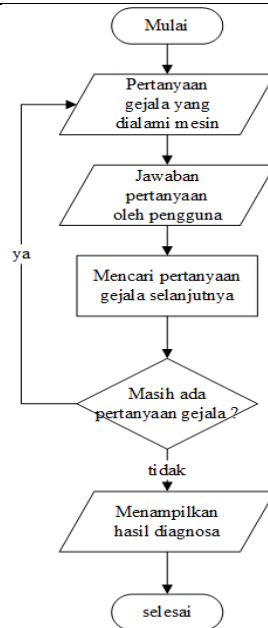 Mulai
Pertanyaan
gejala yang
dialami mesin
Jawaban
pertanyaan
oleh pengguna
ya
Mencari pertanyaan
gejala selanjutnya
Masih ada
pertanyaan gejala ?
tidak
Menampilkan
hasil diagnosa
selesai